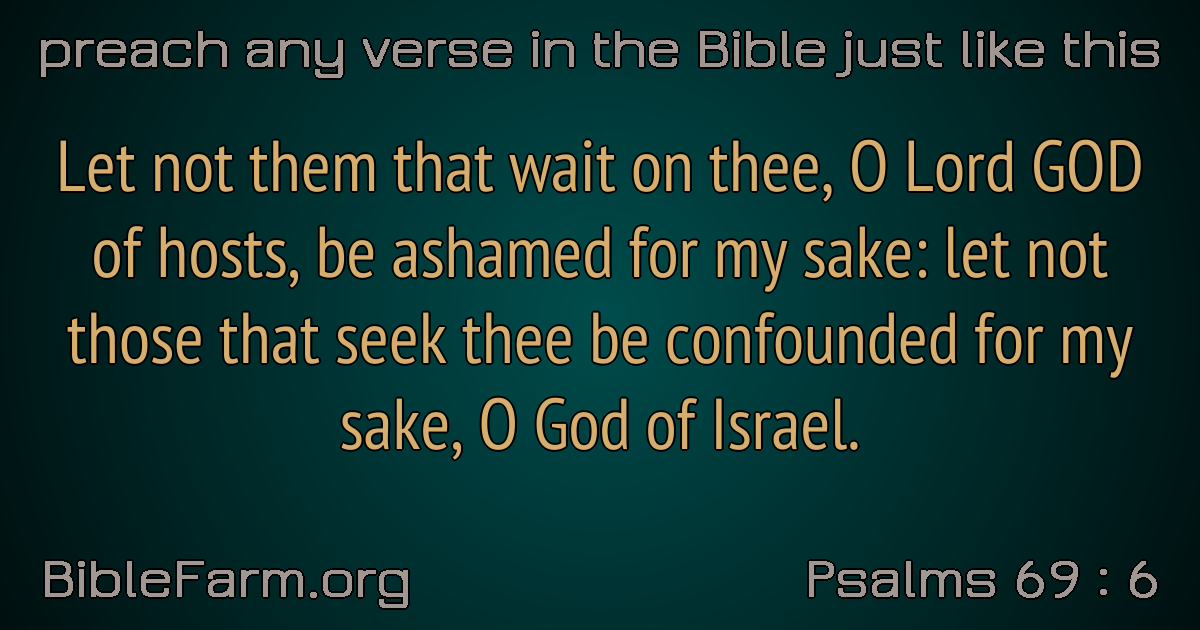 preach any verse in the Bible just like this
Let not them that wait on thee, O Lord GOD
of hosts, be ashamed for my sake: let not
those that seek thee be confounded for my
sake, O God of Israel.
BibleFarm.org
Psalms 69 : 6